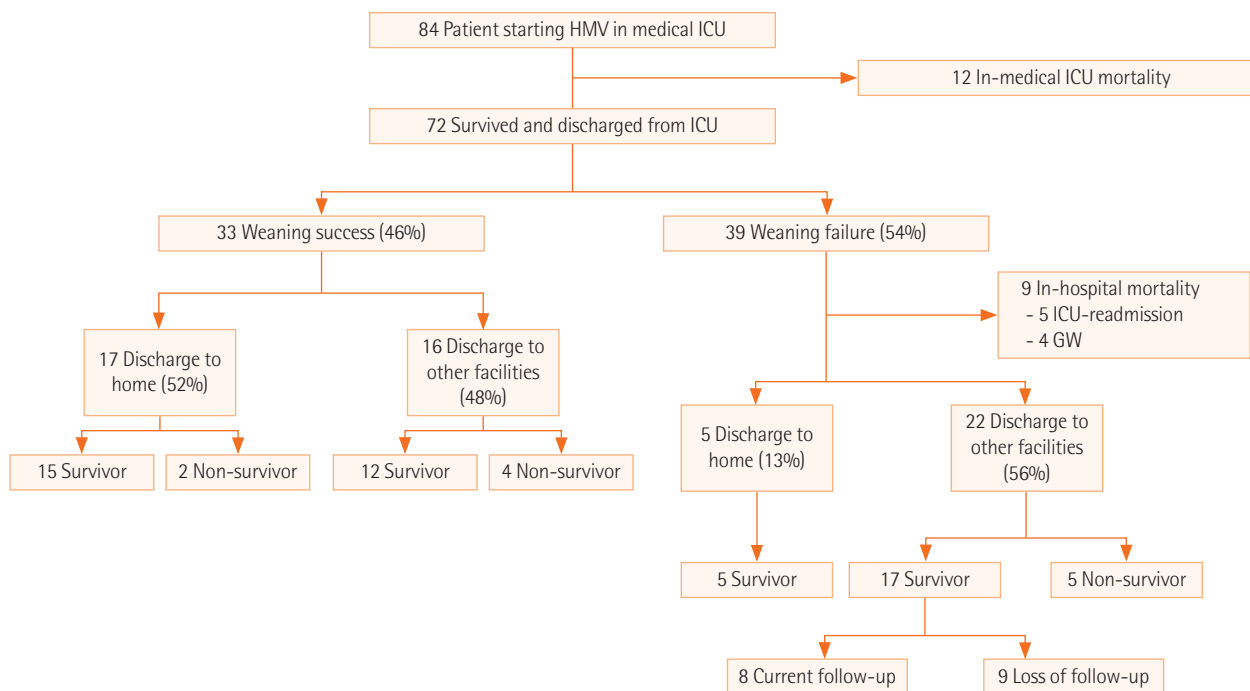 84 Patient starting HMV in medical ICU
12 In-medical ICU mortality
72 Survived and discharged from ICU
33 Weaning success (46%)
39 Weaning failure (54%)
9 In-hospital mortality
- 5 ICU-readmission
- 4 GW
17 Discharge to
home (52%)
16 Discharge to
other facilities
(48%)
5 Discharge to
home (13%)
22 Discharge to
other facilities
(56%)
15 Survivor
2 Non-survivor
12 Survivor
4 Non-survivor
5 Survivor
17 Survivor
5 Non-survivor
8 Current follow-up
9 Loss of follow-up